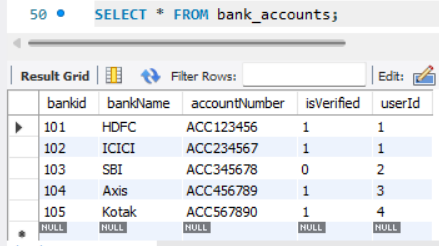 50 SELECT * FROM bank_accounts;
Result Grid Filter Rows: Edit:
bankid bankName accountNumber isVerified userId
101 HDFC ACC123456 1 1
102 ICICI ACC234567 1 1
103 SBI ACC345678 0 2
104 Axis ACC456789 1 3
105 Kotak ACC567890 1 4
NULL NULL NULL NULL NULL